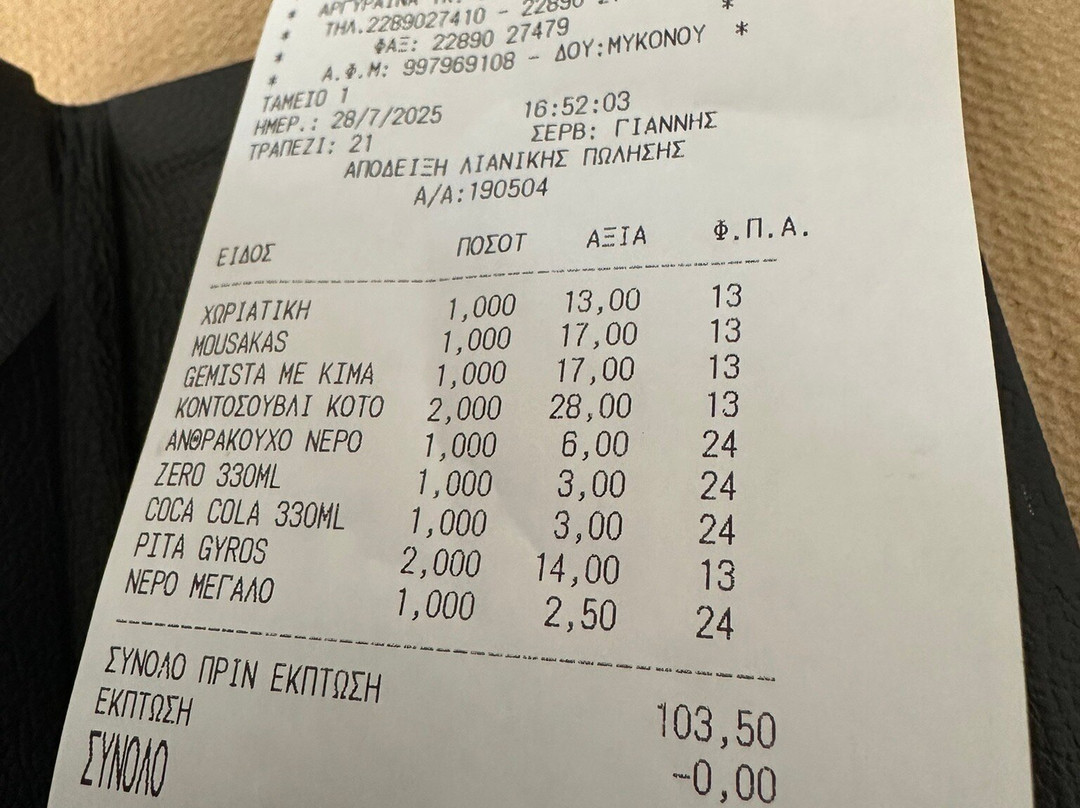 * ΑΡΓΥΡΑΙΝΑ
* ΤΗΛ.2289027410 - 22890 *
* ΦΑΞ: 22890 27479
* Α.Φ.Μ: 997969108 - ΔΟΥ:ΜΥΚΟΝΟΥ *
ΤΑΜΕΙΟ 1
ΗΜΕΡ.: 28/7/2025 16:52:03
ΤΡΑΠΕΖΙ: 21 ΣΕΡΒ: ΓΙΑΝΝΗΣ
ΑΠΟΔΕΙΞΗ ΛΙΑΝΙΚΗΣ ΠΩΛΗΣΗΣ
Α/Α:190504
ΕΙΔΟΣ ΠΟΣΟΤ ΑΞΙΑ Φ.Π.Α.
ΧΩΡΙΑΤΙΚΗ 1,000 13,00 13
MOUSAKAS 1,000 17,00 13
GEMISTA ME KIMA 1,000 17,00 13
ΚΟΝΤΟΣΟΥΒΛΙ ΚΟΤΟ 2,000 28,00 13
ΑΝΘΡΑΚΟΥΧΟ ΝΕΡΟ 1,000 6,00 24
ZERO 330ML 1,000 3,00 24
COCA COLA 330ML 1,000 3,00 24
PITA GYROS 2,000 14,00 13
ΝΕΡΟ ΜΕΓΑΛΟ 1,000 2,50 24
ΣΥΝΟΛΟ ΠΡΙΝ ΕΚΠΤΩΣΗ 103,50
ΕΚΠΤΩΣΗ -0,00
ΣΥΝΟΛΟ